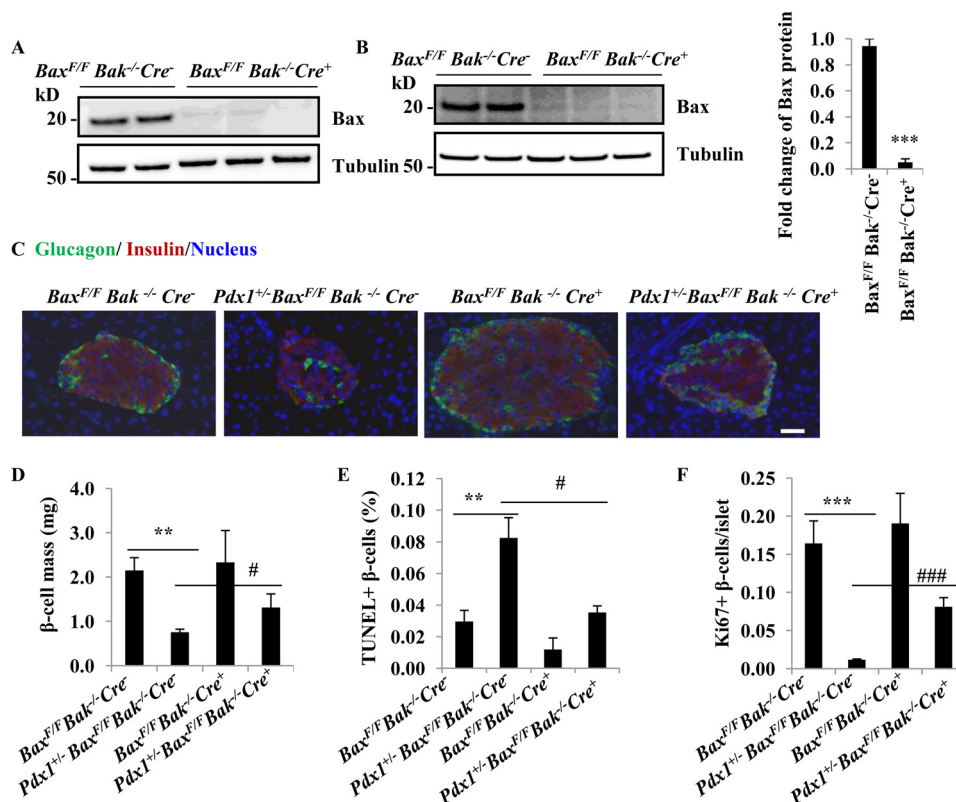 A
Bax^F/F Bak^-/-Cre^- Bax^F/F Bak^-/-Cre^+
kD
20
Bax
50
Tubulin
B
Bax^F/F Bak^-/-Cre^- Bax^F/F Bak^-/-Cre^+
20
Bax
50
Tubulin
Fold change of Bax protein
1.0
0.8
0.6
0.4
0.2
0.0
***
Bax^F/F Bak^-/-Cre^-
Bax^F/F Bak^-/-Cre^+
C Glucagon/ Insulin/Nucleus
Bax^F/F Bak^-/- Cre^- Pdx1^+/-Bax^F/F Bak^-/- Cre^- Bax^F/F Bak^-/- Cre^+ Pdx1^+/-Bax^F/F Bak^-/- Cre^+
D
β-cell mass (mg)
4.0
3.0
2.0
1.0
0.0
**
#
Bax^F/F Bak^-/-Cre^-
Pdx1^+/- Bax^F/F Bak^-/-Cre^-
Bax^F/F Bak^-/-Cre^+
Pdx1^+/-Bax^F/F Bak^-/-Cre^+
E
TUNEL+ β-cells (%)
0.12
0.10
0.08
0.06
0.04
0.02
0.00
**
#
Bax^F/F Bak^-/-Cre^-
Pdx1^+/- Bax^F/F Bak^-/-Cre^-
Bax^F/F Bak^-/-Cre^+
Pdx1^+/-Bax^F/F Bak^-/-Cre^+
F
Ki67+ β-cells/islet
0.25
0.20
0.15
0.10
0.05
0.00
***
###
Bax^F/F Bak^-/-Cre^-
Pdx1^+/- Bax^F/F Bak^-/-Cre^-
Bax^F/F Bak^-/-Cre^+
Pdx1^+/-Bax^F/F Bak^-/-Cre^+